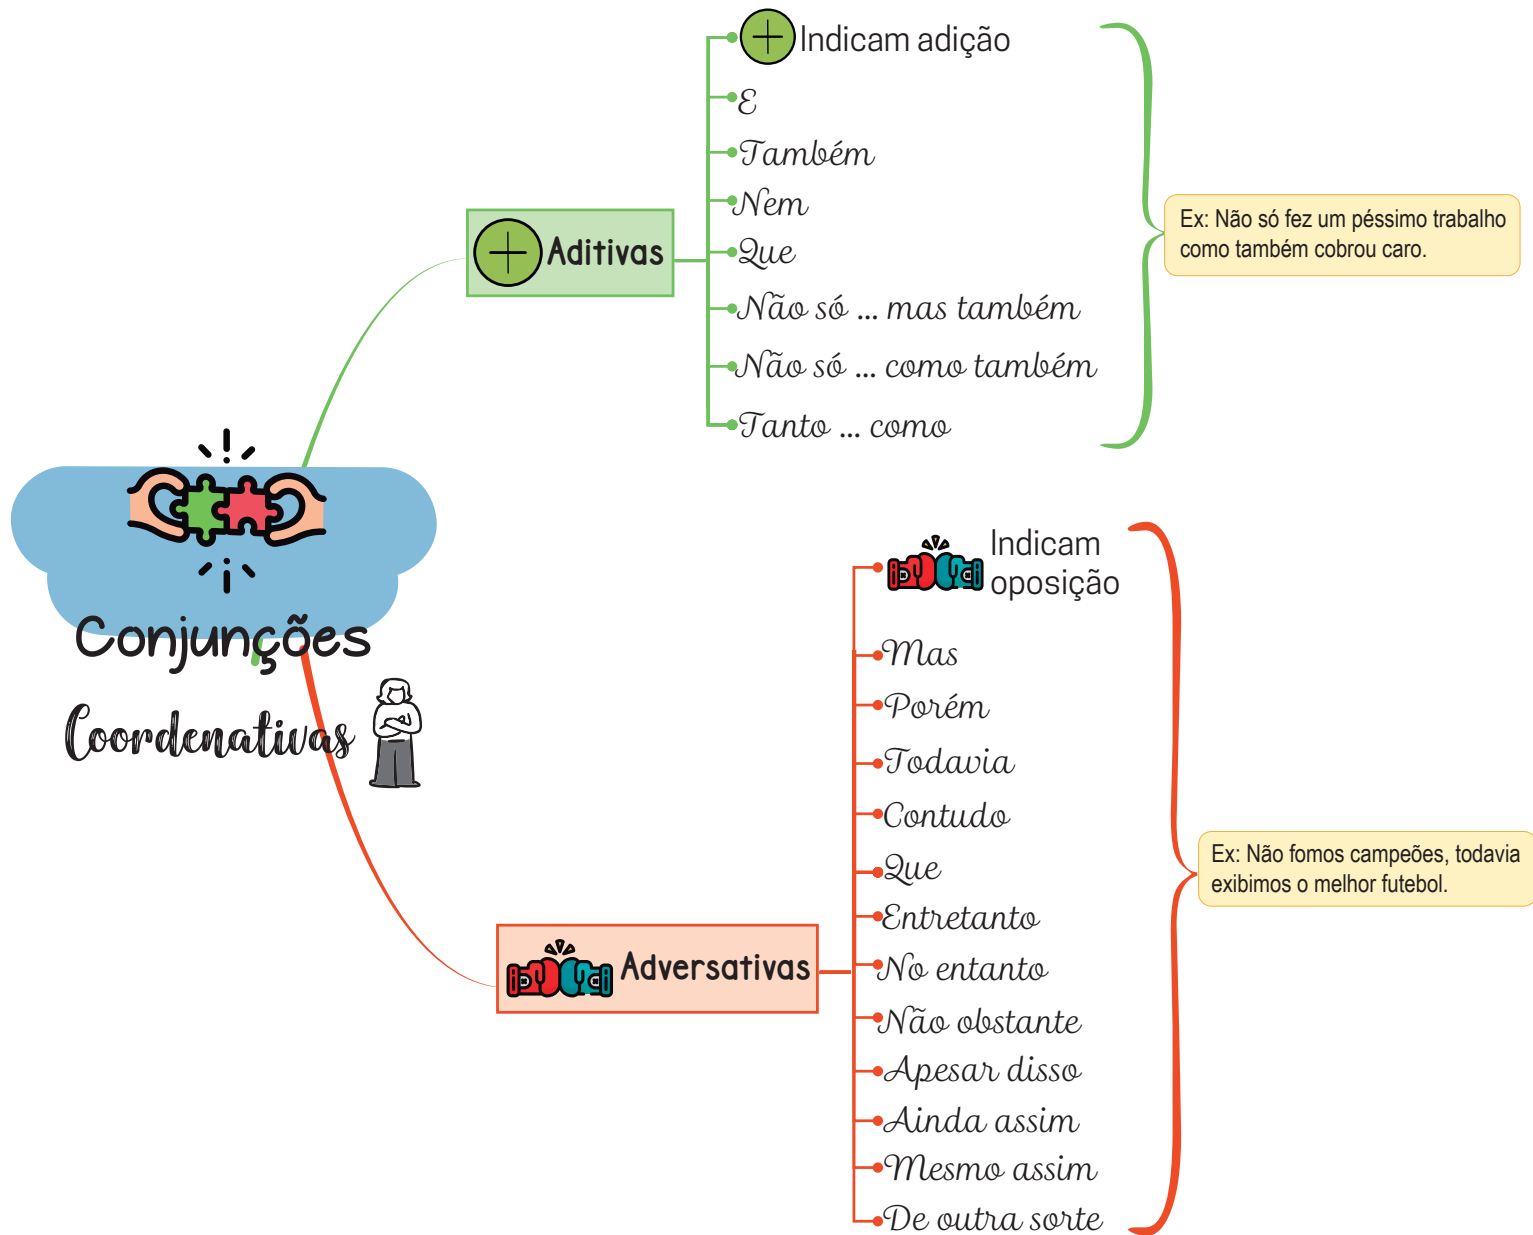 Indicam adição
E
Também
Nem
Que
Não só ... mas também
Não só ... como também
Tanto ... como
Aditivas
Ex: Não só fez um péssimo trabalho
como também cobrou caro.
Conjunções
Coordenativas
Indicam
oposição
Mas
Porém
Todavia
Contudo
Que
Entretanto
No entanto
Não obstante
Apesar disso
Ainda assim
Mesmo assim
De outra sorte
Adversativas
Ex: Não fomos campeões, todavia
exibimos o melhor futebol.